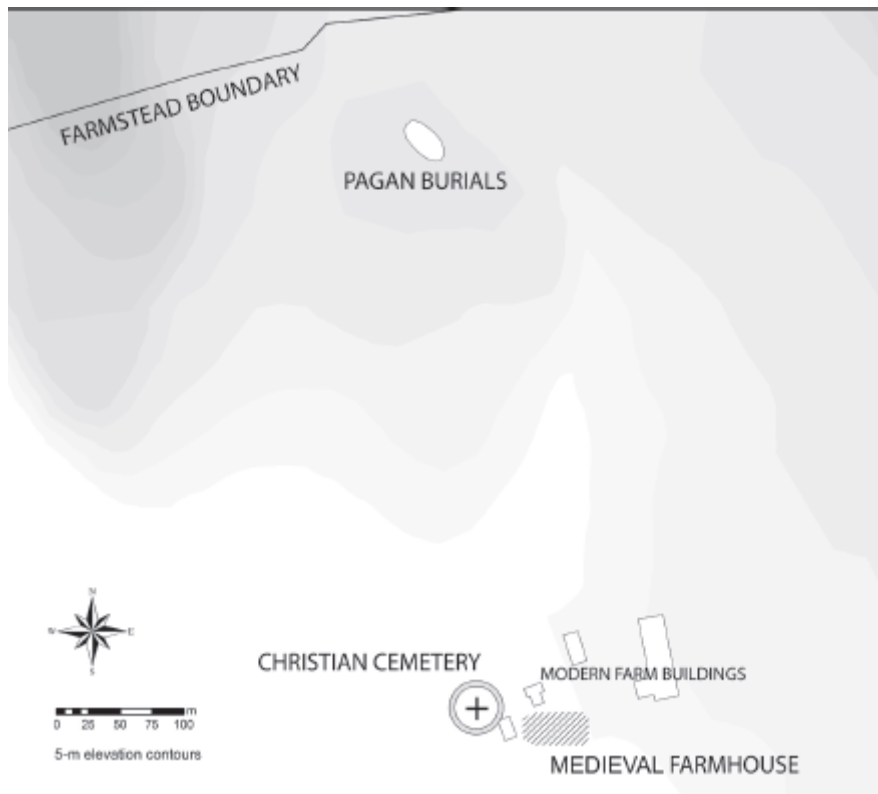 FARMSTEAD BOUNDARY
PAGAN BURIALS
N
W E
S
CHRISTIAN CEMETERY
MODERN FARM BUILDINGS
m
0 25 50 75 100
5-m elevation contours
MEDIEVAL FARMHOUSE